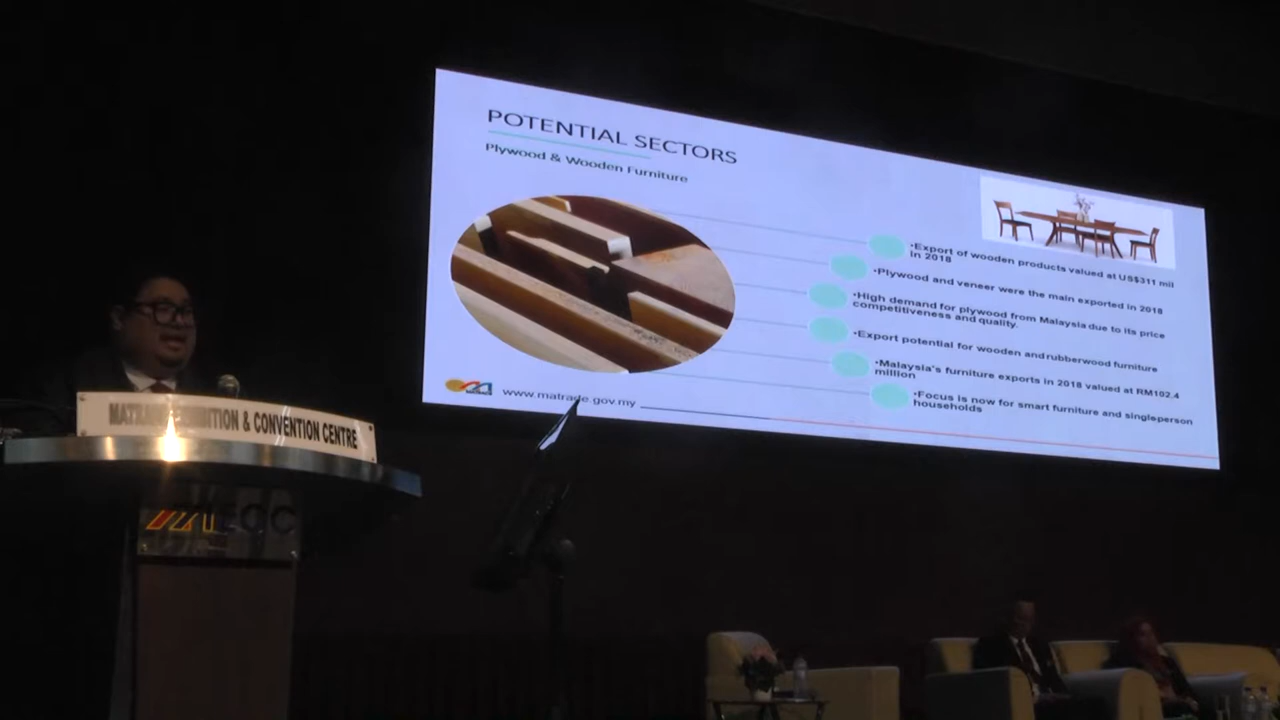 POTENTIAL SECTORS
Plywood & Wooden Furniture
•Export of wooden products valued at US$311 mil
in 2018
•Plywood and veneer were the main exported in 2018
•High demand for plywood from Malaysia due to its price
competitiveness and quality.
•Export potential for wooden and rubberwood furniture
•Malaysia's furniture exports in 2018 valued at RM102.4
million
•Focus is now for smart furniture and singleperson
households
www.matrade.gov.my
& CONVENTION CENTRE